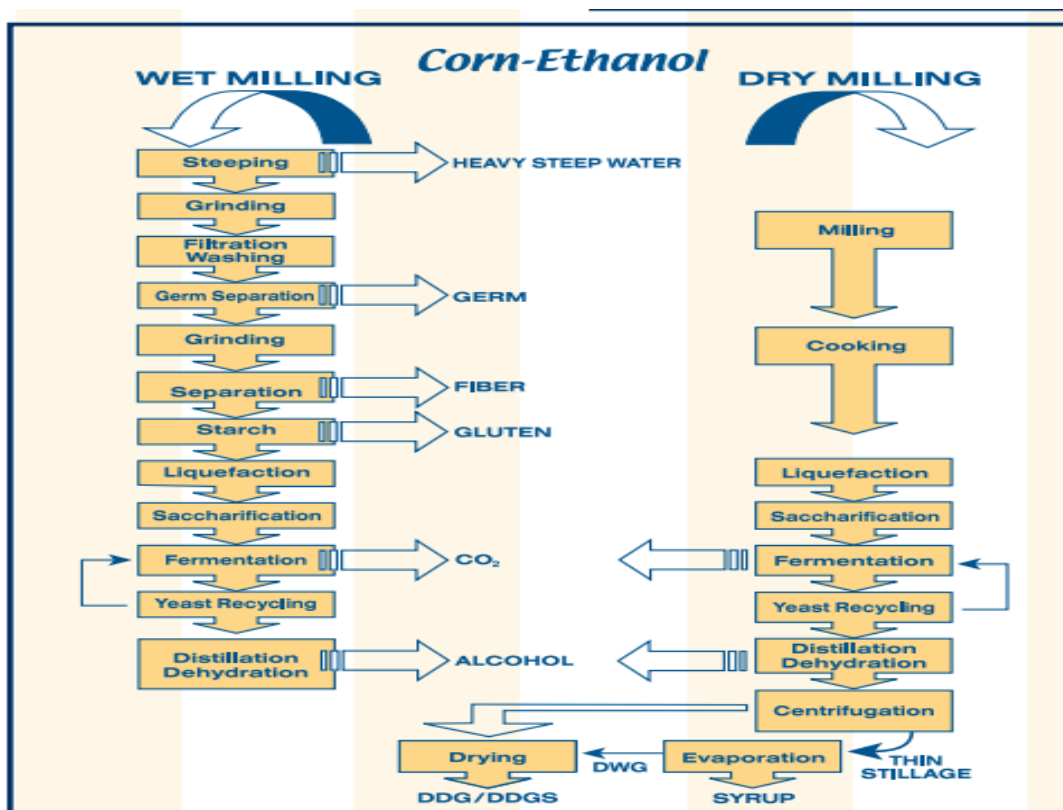 Corn-Ethanol
WET MILLING
DRY MILLING
Steeping
HEAVY STEEP WATER
Grinding
Filtration
Washing
Germ Separation
GERM
Grinding
Separation
FIBER
Starch
GLUTEN
Liquefaction
Saccharification
Fermentation
CO₂
Yeast Recycling
Distillation
Dehydration
ALCOHOL
Milling
Cooking
Liquefaction
Saccharification
Fermentation
Yeast Recycling
Distillation
Dehydration
Centrifugation
THIN
STILLAGE
Evaporation
SYRUP
DWG
Drying
DDG/DDGS